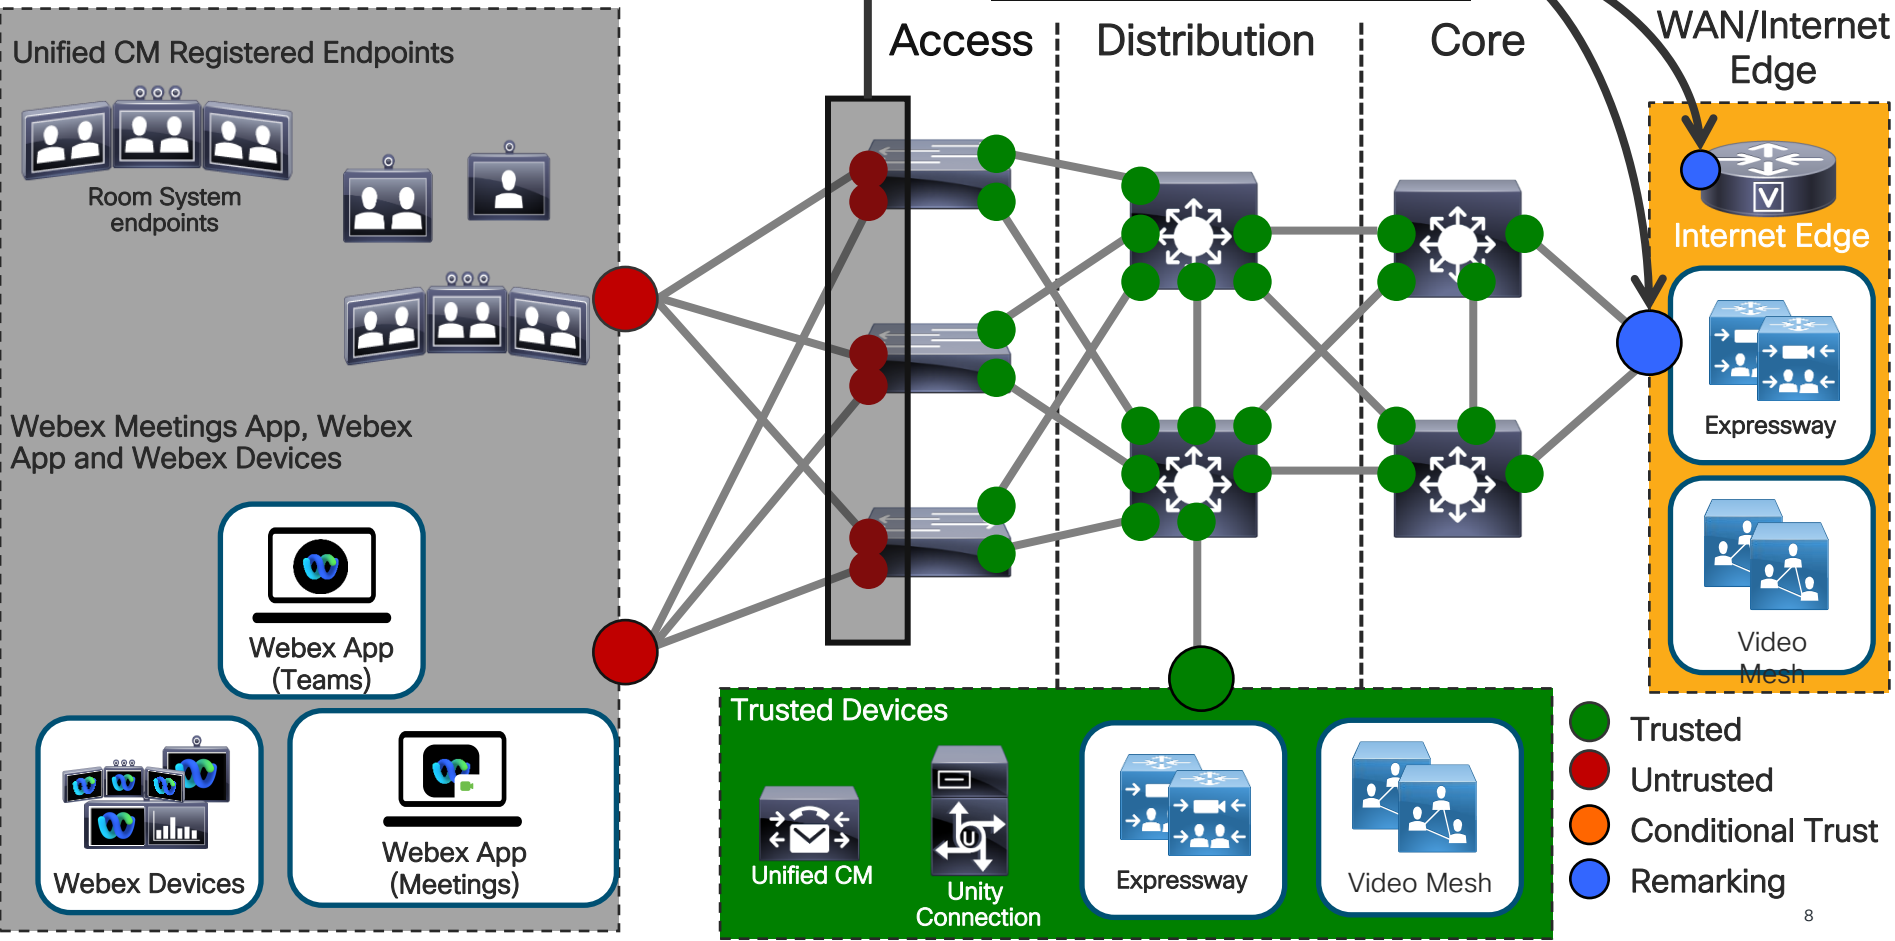 Access
Distribution
Core
WAN/Internet
Edge
Unified CM Registered Endpoints
Room System
endpoints
V
Internet Edge
Expressway
Webex Meetings App, Webex
App and Webex Devices
Webex App
(Teams)
Video
Mesh
Trusted Devices
U
Unified CM
Unity
Connection
Expressway
Video Mesh
Webex Devices
Webex App
(Meetings)
Trusted
Untrusted
Conditional Trust
Remarking
8